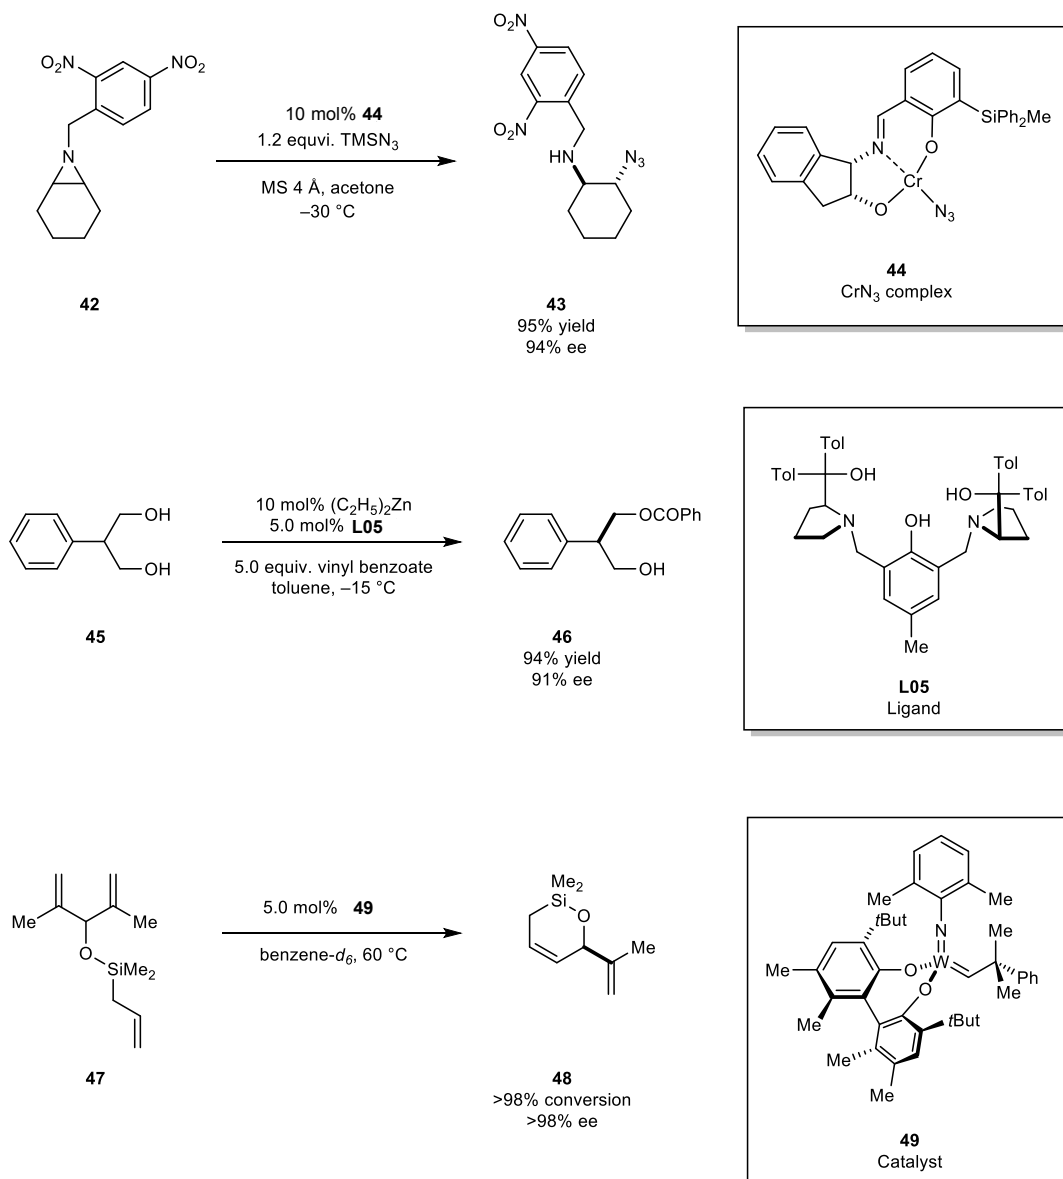 O₂N
NO₂
N
42
10 mol% 44
1.2 equvi. TMSN₃
MS 4 Å, acetone
–30 °C
O₂N
O₂N
HN
N₃
43
95% yield
94% ee
SiPh₂Me
N
O
Cr
O
N₃
44
CrN₃ complex
OH
OH
45
10 mol% (C₂H₅)₂Zn
5.0 mol% L05
5.0 equiv. vinyl benzoate
toluene, –15 °C
OCOPh
OH
46
94% yield
91% ee
Tol
Tol
OH
N
OH
Tol
HO
Tol
N
Me
L05
Ligand
Me
Me
O
SiMe₂
47
5.0 mol% 49
benzene-d₆, 60 °C
Me₂
Si
O
Me
48
>98% conversion
>98% ee
Me
Me
tBut
N
Me
Me
O
W
Ph
O
Me
Me
tBut
Me
Me
49
Catalyst